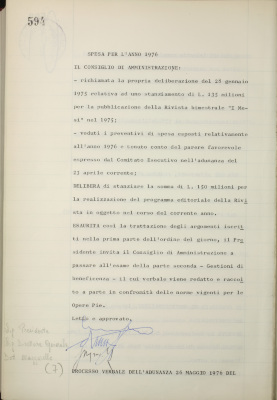 594
SPESA PER L'ANNO 1976
IL CONSIGLIO DI AMMINISTRAZIONE:
- richiamata la propria deliberazione del 28 gennaio
1975 relativa ad uno stanziamento di L. 135 milioni
per la pubblicazione della Rivista bimestrale "I Me-
si" nel 1975;
- veduti i preventivi di spesa esposti relativamente
all'anno 1976 e tenuto conto del parere favorevole
espresso dal Comitato Esecutivo nell'adunanza del
23 aprile corrente;
DELIBERA di stanziare la somma di L. 150 milioni per
la realizzazione del programma editoriale della Rivi
sta in oggetto nel corso del corrente anno.
ESAURITA così la trattazione degli argomenti iscrit
ti nella prima parte dell'ordine del giorno, il Pre
sidente invita il Consiglio di Amministrazione a
passare all'esame della parte seconda - Gestioni di
beneficenza - il cui verbale viene redatto e raccol
to a parte in conformità delle norme vigenti per le
Opere Pie.
Letto e approvato,
(7)
PROCESSO VERBALE DELL'ADUNANZA 28 MAGGIO 1976 DEL